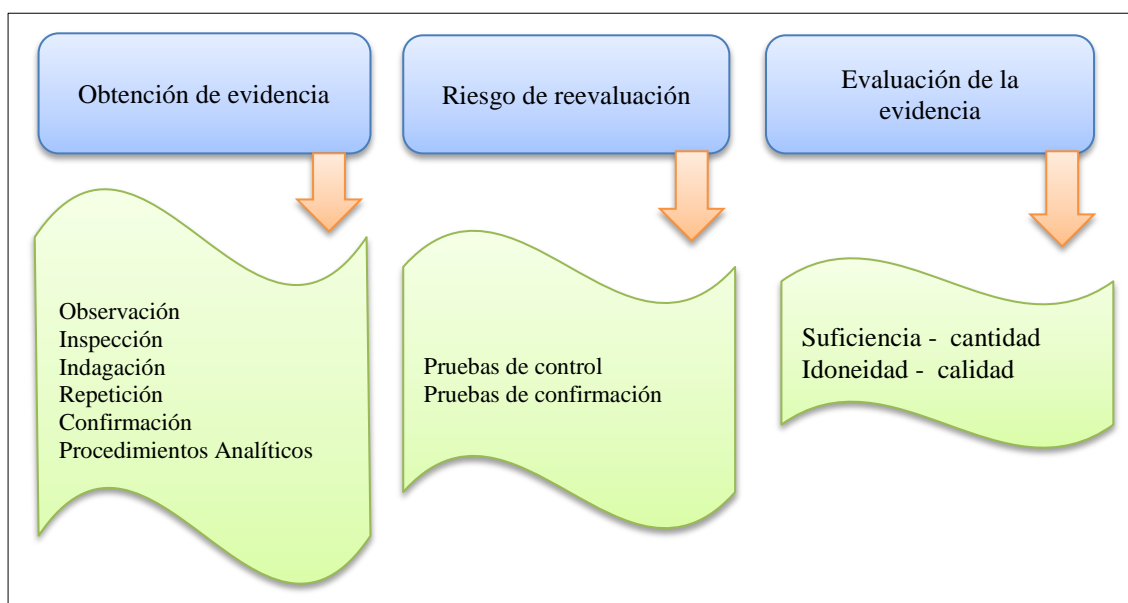 Obtención de evidencia
Observación
Inspección
Indagación
Repetición
Confirmación
Procedimientos Analíticos
Riesgo de reevaluación
Pruebas de control
Pruebas de confirmación
Evaluación de la
evidencia
Suficiencia - cantidad
Idoneidad - calidad